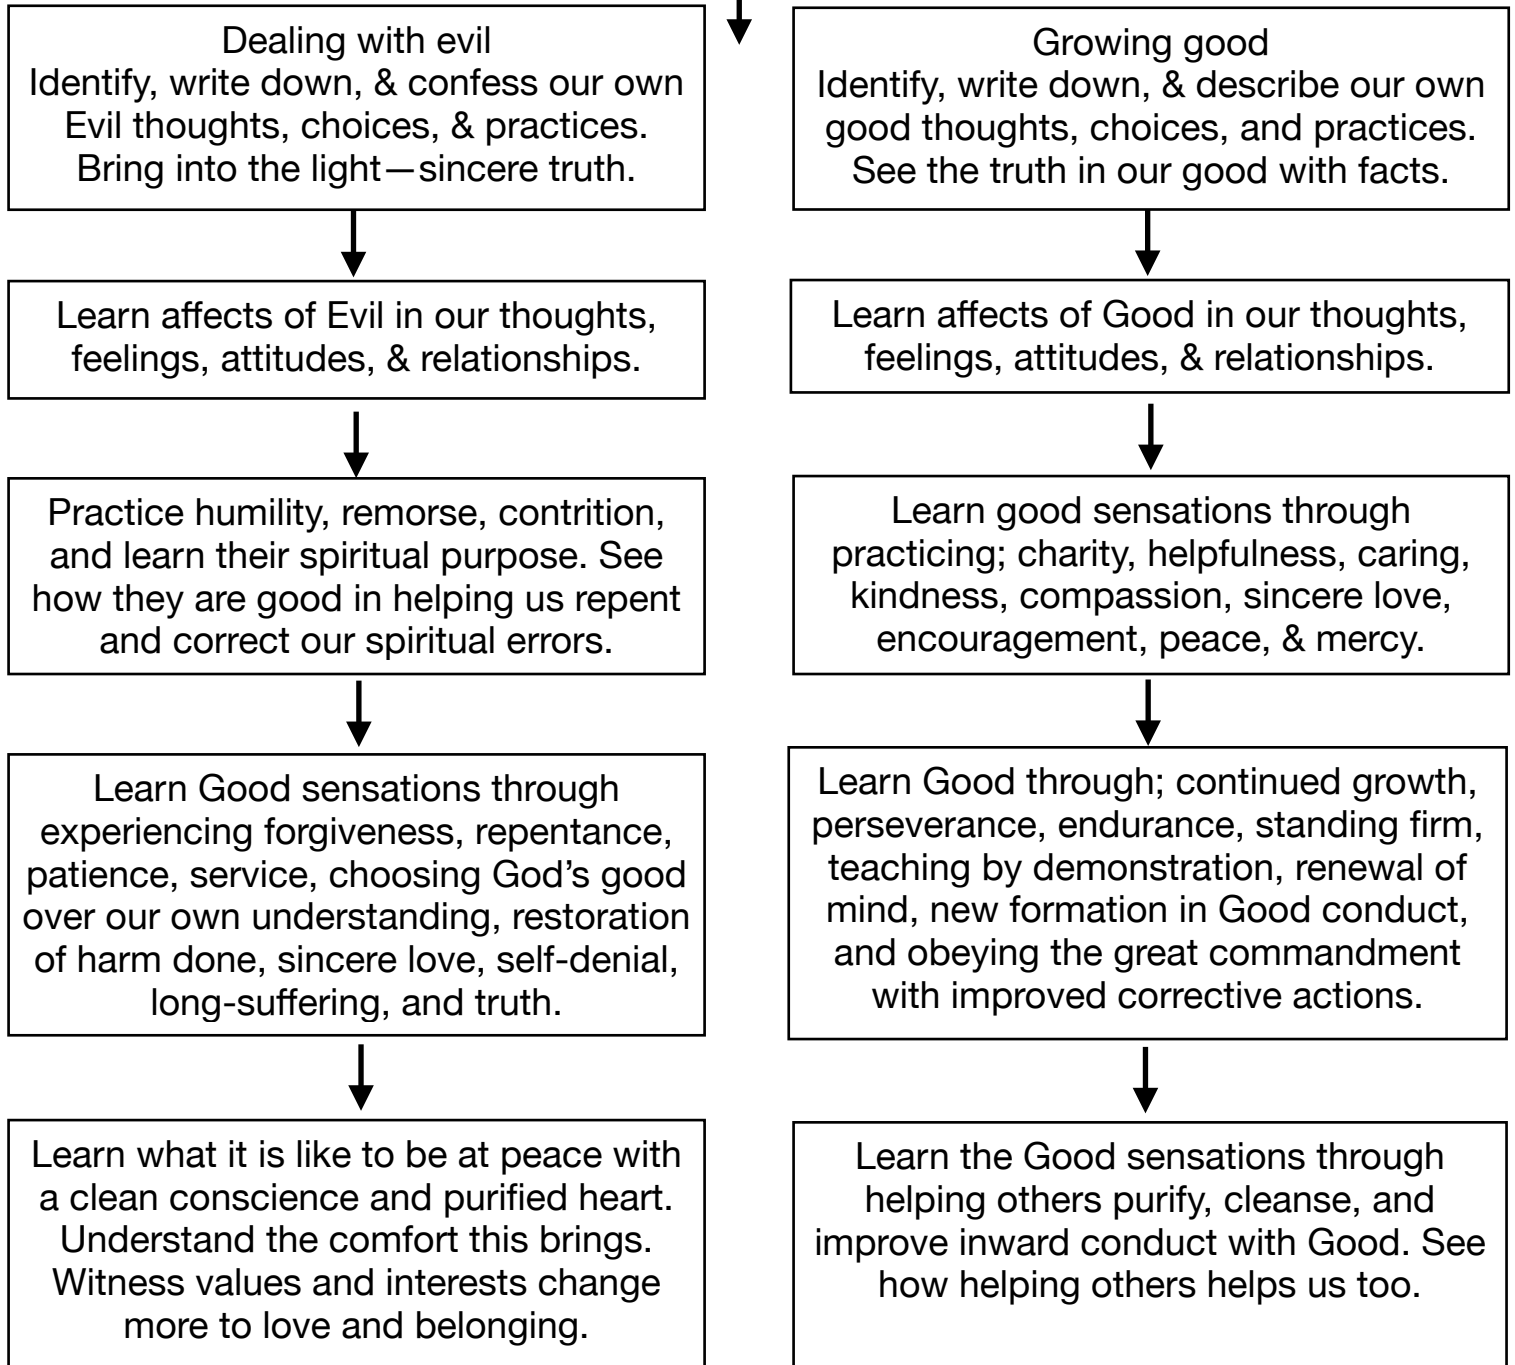 Dealing with evil
Identify, write down, & confess our own
Evil thoughts, choices, & practices.
Bring into the light—sincere truth.
Learn affects of Evil in our thoughts,
feelings, attitudes, & relationships.
Practice humility, remorse, contrition,
and learn their spiritual purpose. See
how they are good in helping us repent
and correct our spiritual errors.
Learn Good sensations through
experiencing forgiveness, repentance,
patience, service, choosing God’s good
over our own understanding, restoration
of harm done, sincere love, self-denial,
long-suffering, and truth.
Learn what it is like to be at peace with
a clean conscience and purified heart.
Understand the comfort this brings.
Witness values and interests change
more to love and belonging.
Growing good
Identify, write down, & describe our own
good thoughts, choices, and practices.
See the truth in our good with facts.
Learn affects of Good in our thoughts,
feelings, attitudes, & relationships.
Learn good sensations through
practicing; charity, helpfulness, caring,
kindness, compassion, sincere love,
encouragement, peace, & mercy.
Learn Good through; continued growth,
perseverance, endurance, standing firm,
teaching by demonstration, renewal of
mind, new formation in Good conduct,
and obeying the great commandment
with improved corrective actions.
Learn the Good sensations through
helping others purify, cleanse, and
improve inward conduct with Good. See
how helping others helps us too.